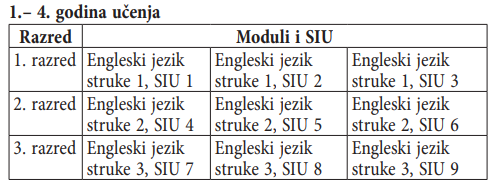 1.– 4. godina učenja
Razred Moduli i SIU
1. razred Engleski jezik struke 1, SIU 1 Engleski jezik struke 1, SIU 2 Engleski jezik struke 1, SIU 3
2. razred Engleski jezik struke 2, SIU 4 Engleski jezik struke 2, SIU 5 Engleski jezik struke 2, SIU 6
3. razred Engleski jezik struke 3, SIU 7 Engleski jezik struke 3, SIU 8 Engleski jezik struke 3, SIU 9